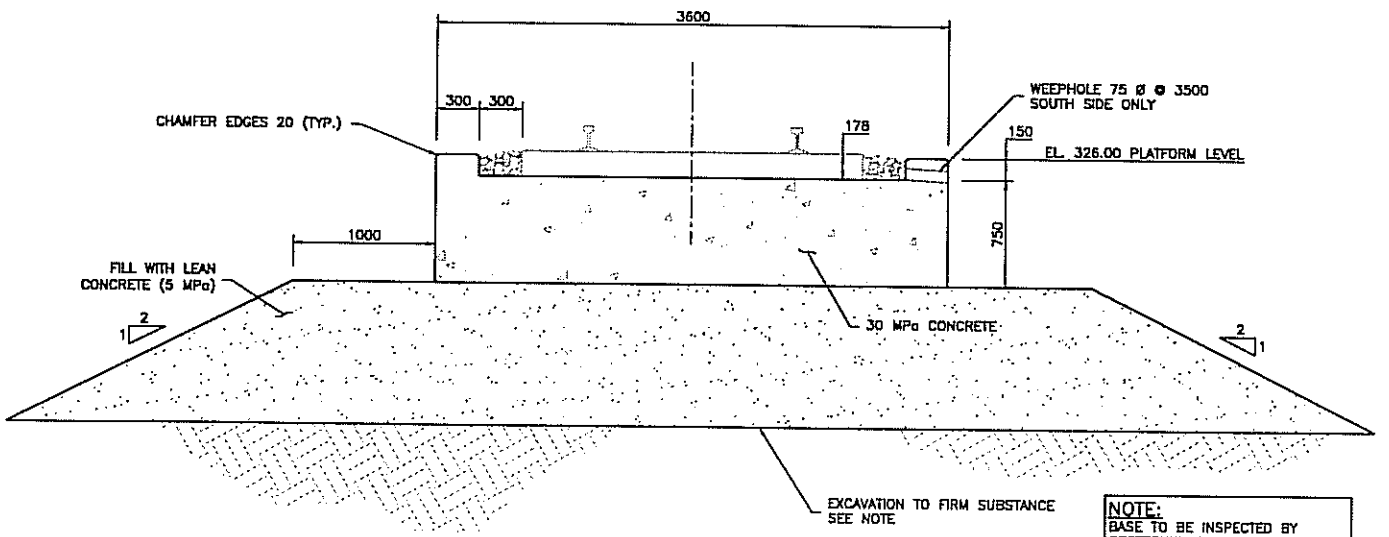 3600
300
300
CHAMFER EDGES 20 (TYP.)
WEEPHOLE 75 Ø @ 3500
SOUTH SIDE ONLY
178
150
EL. 326.00 PLATFORM LEVEL
1000
750
FILL WITH LEAN
CONCRETE (5 MPa)
2
1
30 MPa CONCRETE
2
1
EXCAVATION TO FIRM SUBSTANCE
SEE NOTE
NOTE:
BASE TO BE INSPECTED BY